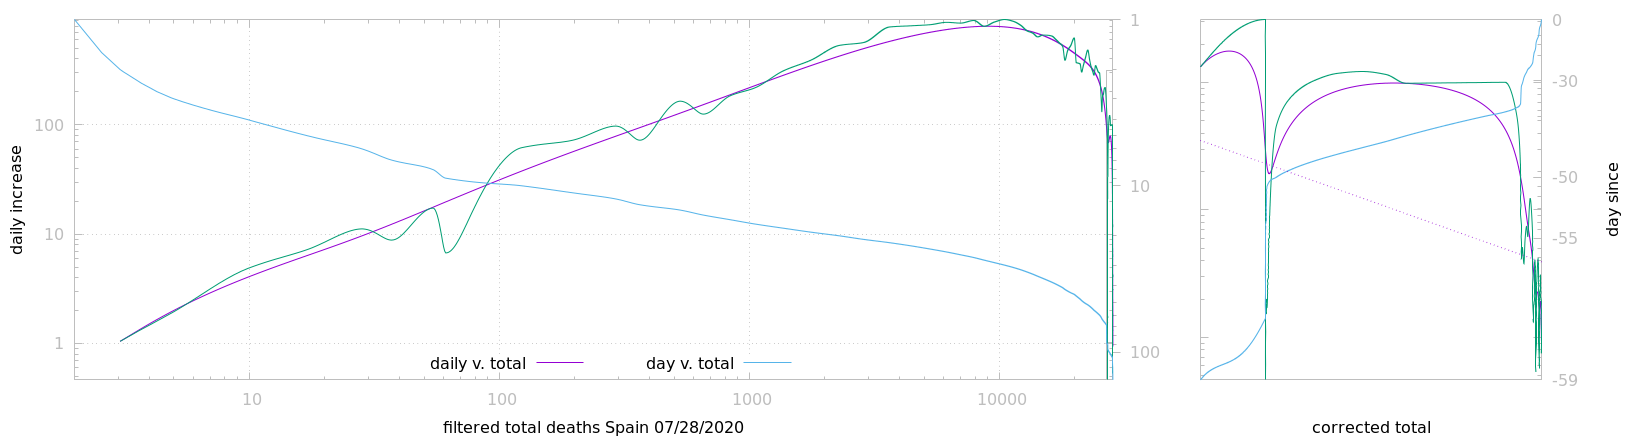 daily increase
100
10
1
daily v. total
day v. total
10
100
1000
10000
filtered total deaths Spain 07/28/2020
1
10
100
0
-30
-50
-55
-59
day since
corrected total